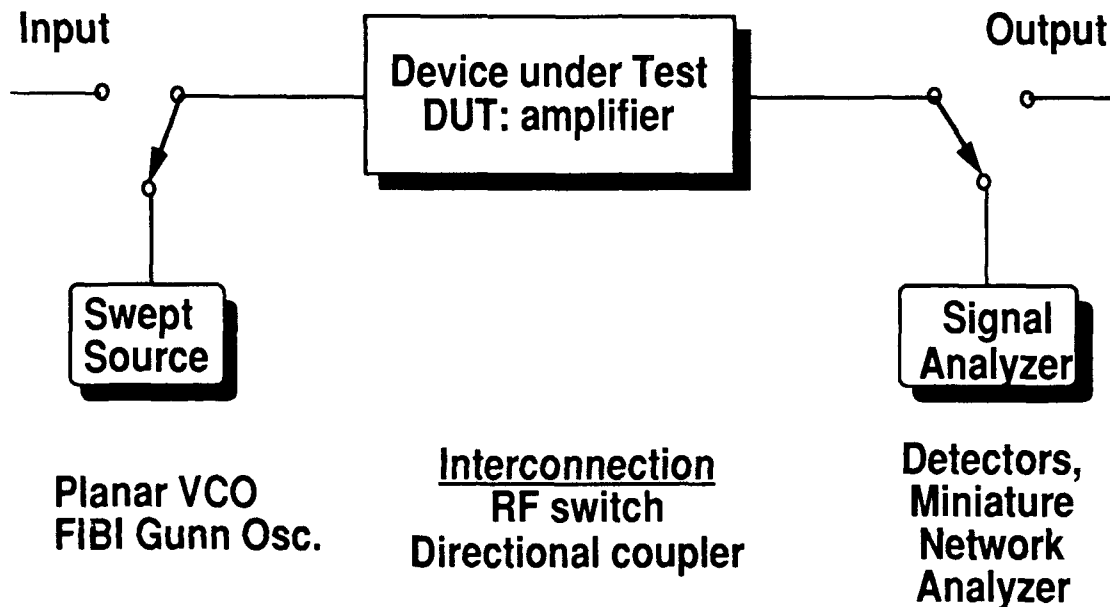 Input
Output
Device under Test
DUT: amplifier
Swept
Source
Signal
Analyzer
Planar VCO
FIBI Gunn Osc.
Interconnection
RF switch
Directional coupler
Detectors,
Miniature
Network
Analyzer